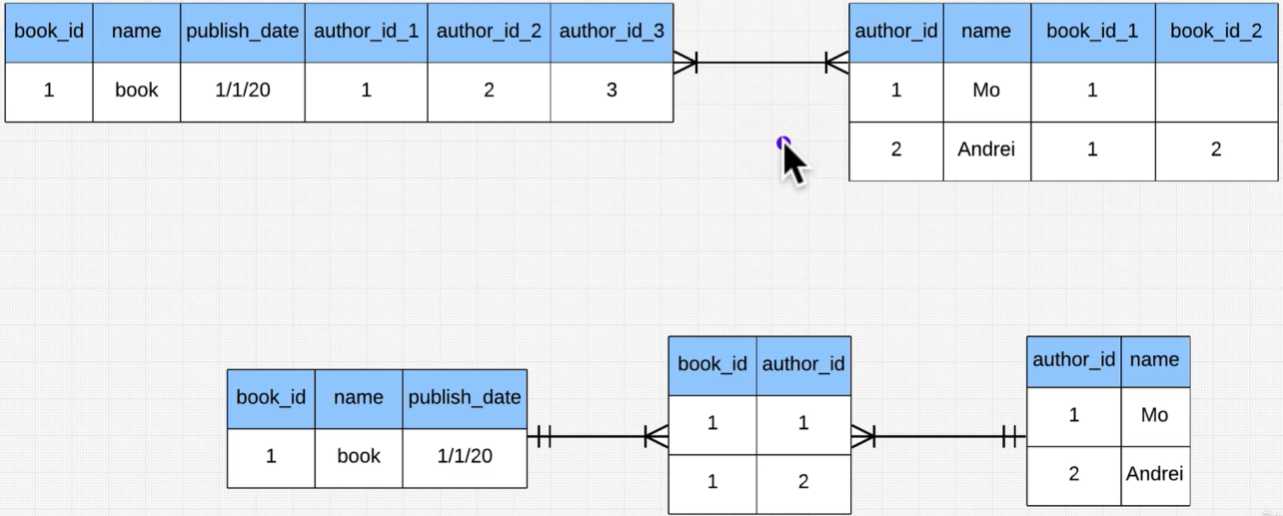 book_id name publish_date author_id_1 author_id_2 author_id_3
1 book 1/1/20 1 2 3
author_id name book_id_1 book_id_2
1 Mo 1
2 Andrei 1 2
book_id name publish_date
1 book 1/1/20
book_id author_id
1 1
1 2
author_id name
1 Mo
2 Andrei